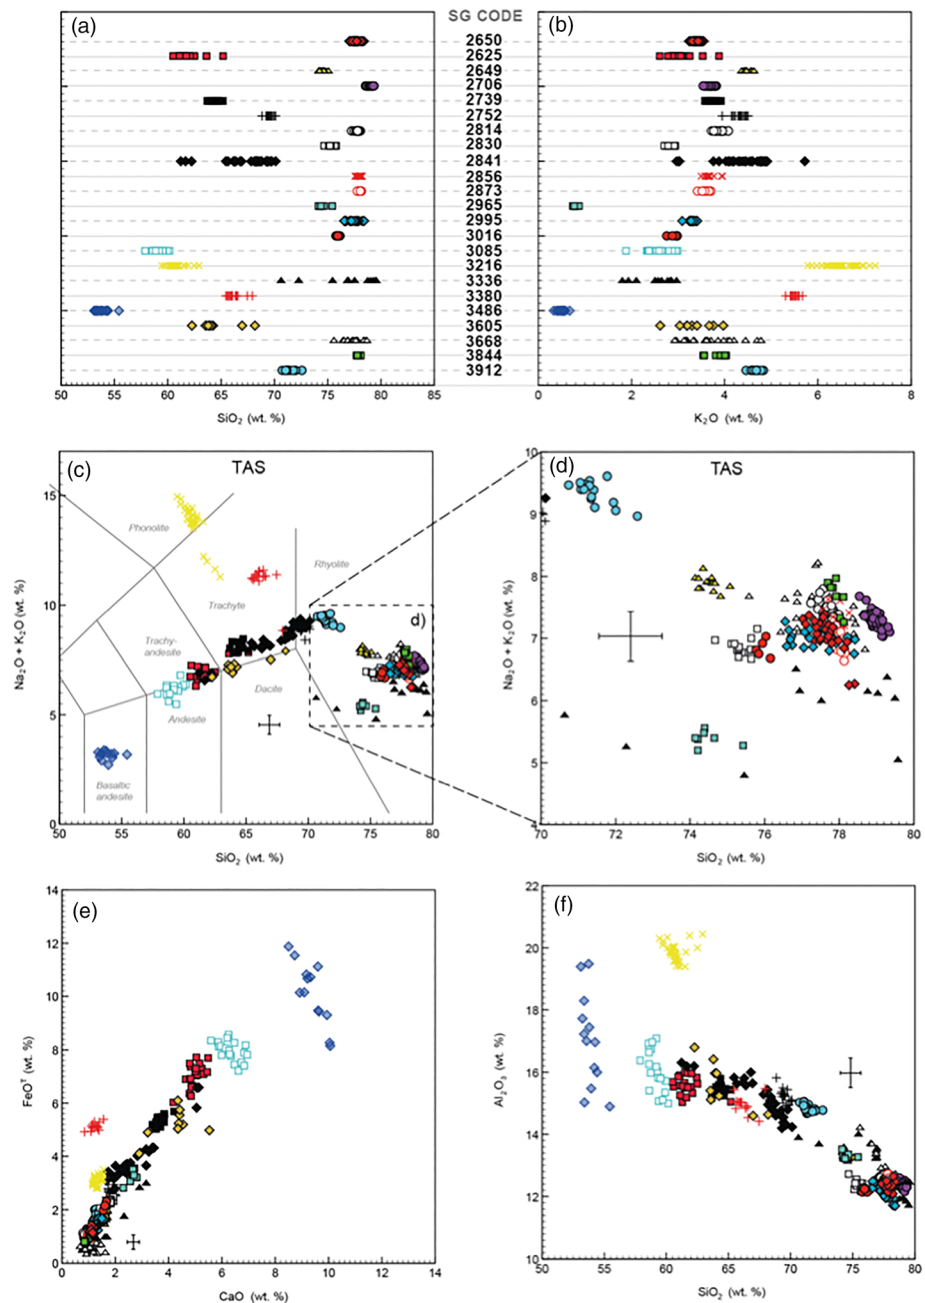 (a)
SG CODE
(b)
2650
2625
2649
2706
2739
2752
2814
2830
2841
2856
2873
2965
2995
3016
3085
3216
3336
3380
3486
3605
3668
3844
3912
50 55 60 65 70 75 80 85
SiO2 (wt. %)
0 2 4 6 8
K2O (wt. %)
(c)
TAS
15
10
5
0
Na2O + K2O (wt. %)
Phonolite
Rhyolite
Trachyte
Trachy-
andesite
Dacite
Andesite
Basaltic
andesite
d)
50 55 60 65 70 75 80
SiO2 (wt. %)
(d)
TAS
10
9
8
7
6
5
4
Na2O + K2O (wt. %)
70 72 74 76 78 80
SiO2 (wt. %)
(e)
14
12
10
8
6
4
2
0
FeOT (wt. %)
0 2 4 6 8 10 12 14
CaO (wt. %)
(f)
22
20
18
16
14
12
10
Al2O3 (wt. %)
50 55 60 65 70 75 80
SiO2 (wt. %)